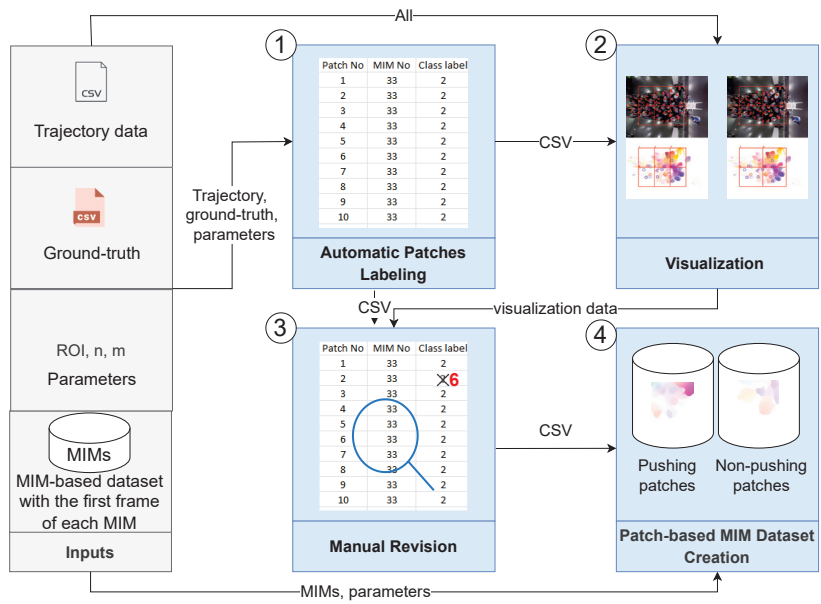 All
CSV
Trajectory data
CSV
Ground-truth
ROI, n, m
Parameters
MIMs
MIM-based dataset
with the first frame
of each MIM
Inputs
Trajectory,
ground-truth,
parameters
1
Patch No MIM No Class label
1 33 2
2 33 2
3 33 2
4 33 2
5 33 2
6 33 2
7 33 2
8 33 2
9 33 2
10 33 2
Automatic Patches
Labeling
CSV
2
Visualization
CSV
visualization data
3
Patch No MIM No Class label
1 33 2
2 33 2 6
3 33 2
4 33 2
5 33 2
6 33 2
7 33 2
8 33 2
9 33 2
10 33 2
Manual Revision
CSV
4
Pushing
patches
Non-pushing
patches
Patch-based MIM Dataset
Creation
MIMs, parameters